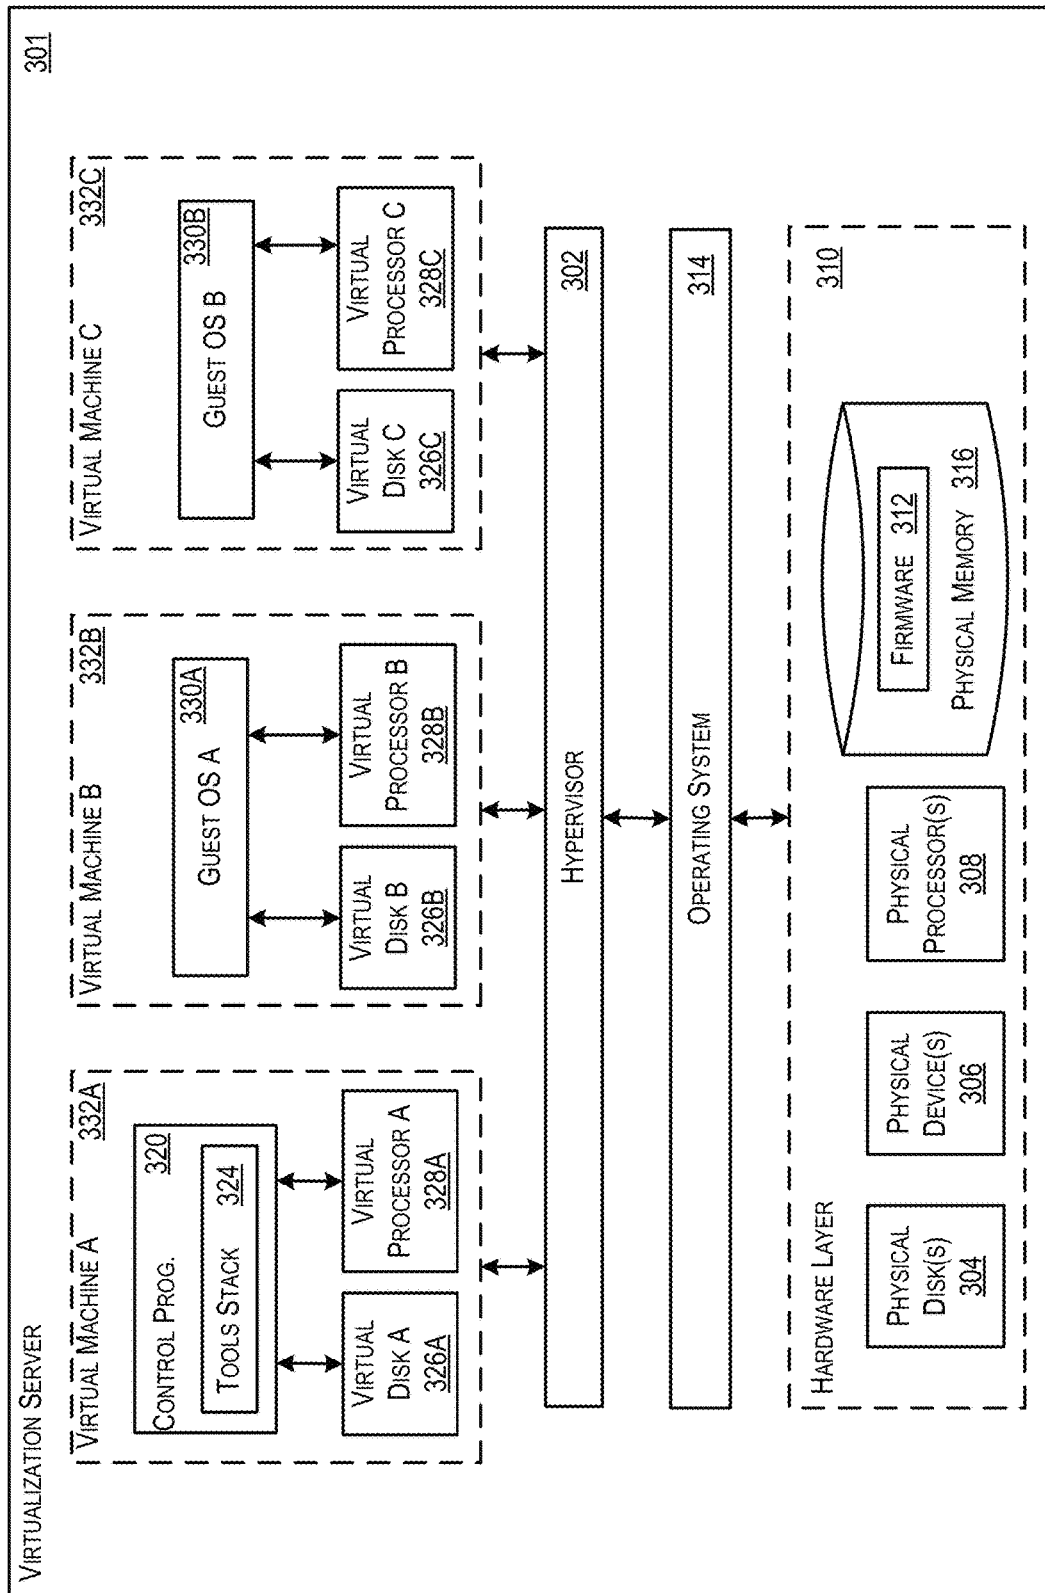 VIRTUALIZATION SERVER
301
VIRTUAL MACHINE A
332A
CONTROL PROG.
320
TOOLS STACK
324
VIRTUAL
DISK A
326A
VIRTUAL
PROCESSOR A
328A
VIRTUAL MACHINE B
332B
GUEST OS A
330A
VIRTUAL
DISK B
326B
VIRTUAL
PROCESSOR B
328B
VIRTUAL MACHINE C
332C
GUEST OS B
330B
VIRTUAL
DISK C
326C
VIRTUAL
PROCESSOR C
328C
HYPERVISOR
302
OPERATING SYSTEM
314
HARDWARE LAYER
310
PHYSICAL
DISK(S)
304
PHYSICAL
DEVICE(S)
306
PHYSICAL
PROCESSOR(S)
308
FIRMWARE 312
PHYSICAL MEMORY 316